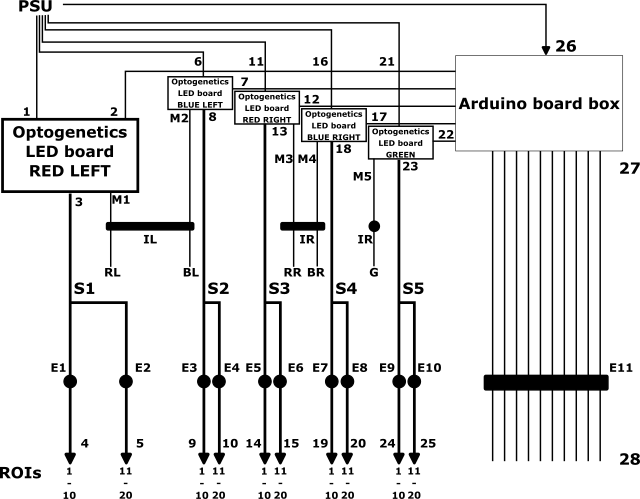 PSU
26
6
11
16
21
Optogenetics
LED board
BLUE LEFT
7
Optogenetics
LED board
RED RIGHT
12
Optogenetics
LED board
BLUE RIGHT
17
Optogenetics
LED board
GREEN
22
Arduino board box
1
2
Optogenetics
LED board
RED LEFT
M2
8
13
18
23
27
M3
M4
M5
3
M1
IL
IR
IR
RL
BL
RR
BR
G
S1
S2
S3
S4
S5
E1
E2
E3
E4
E5
E6
E7
E8
E9
E10
E11
4
5
9
10
14
15
19
20
24
25
28
ROIs
1
11
1
11
1
11
1
11
1
11
-
-
-
-
-
-
-
-
-
-
10
20
10
20
10
20
10
20
10
20